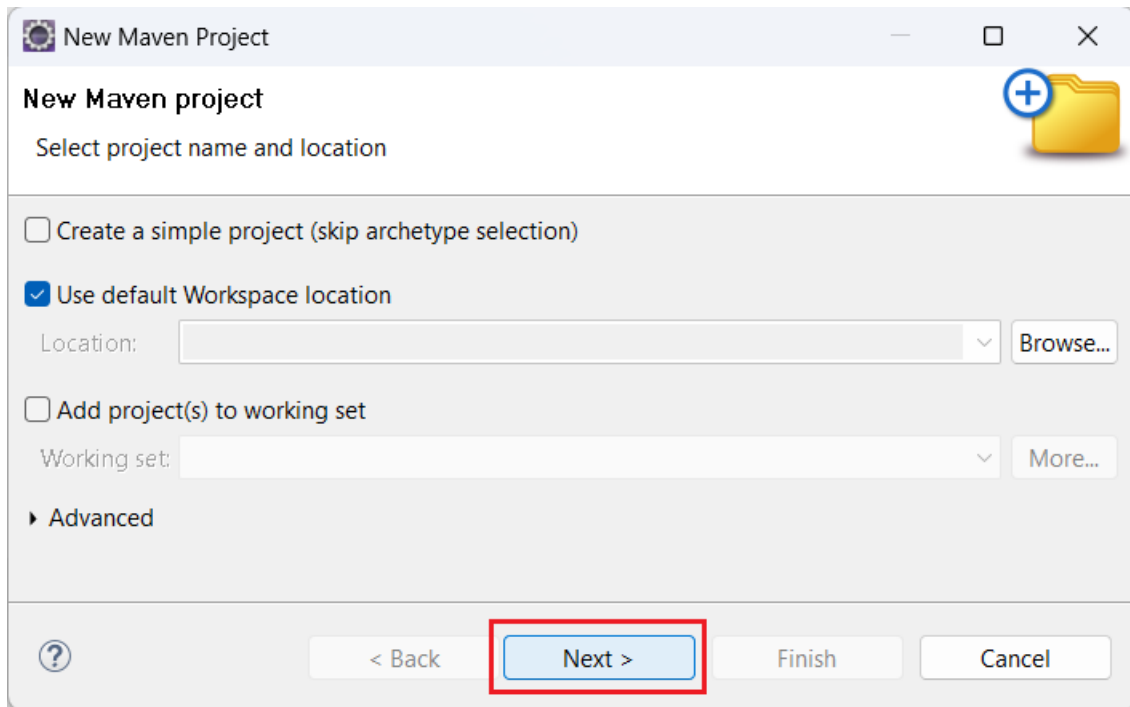 New Maven Project
New Maven project
Select project name and location
Create a simple project (skip archetype selection)
Use default Workspace location
Location:
Browse...
Add project(s) to working set
Working set:
More...
Advanced
?
< Back
Next >
Finish
Cancel